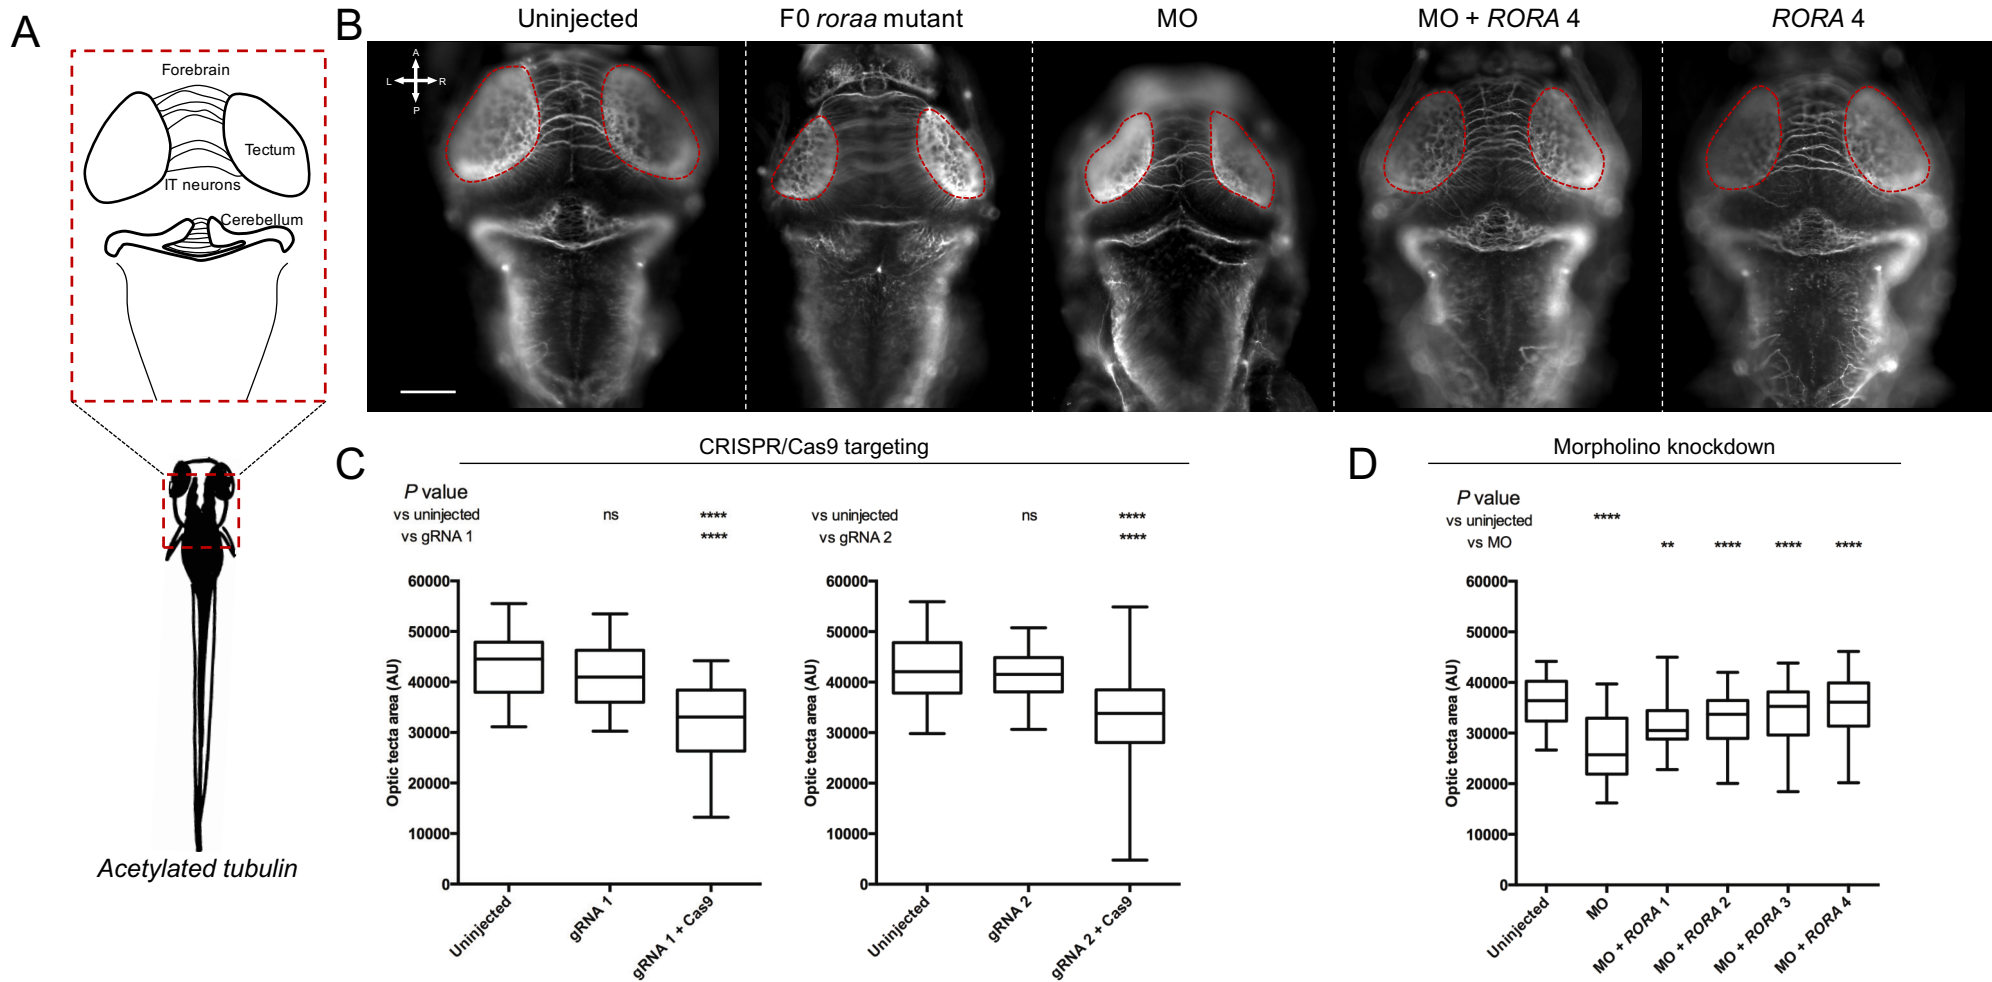 A
Forebrain
Tectum
IT neurons
Cerebellum
Acetylated tubulin
B
Uninjected
F0 roraa mutant
MO
MO + RORA 4
RORA 4
A
L
R
P
C
CRISPR/Cas9 targeting
P value
vs uninjected ns ****
vs gRNA 1 ****
60000
50000
40000
30000
20000
10000
0
Optic tecta area (AU)
Uninjected
gRNA 1
gRNA 1 + Cas9
vs uninjected ns ****
vs gRNA 2 ****
60000
50000
40000
30000
20000
10000
0
Optic tecta area (AU)
Uninjected
gRNA 2
gRNA 2 + Cas9
D
Morpholino knockdown
P value
vs uninjected ****
vs MO ** **** **** ****
60000
50000
40000
30000
20000
10000
0
Optic tecta area (AU)
Uninjected
MO
MO + RORA 1
MO + RORA 2
MO + RORA 3
MO + RORA 4